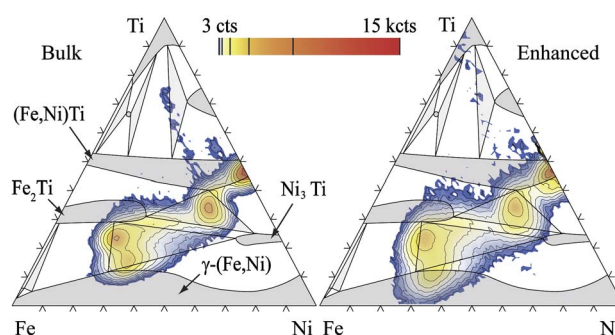 Ti
3 cts
15 kcts
Ti
Bulk
Enhanced
(Fe,Ni)Ti
Fe2Ti
Ni3 Ti
γ-(Fe,Ni)
Fe
Ni
Fe
N